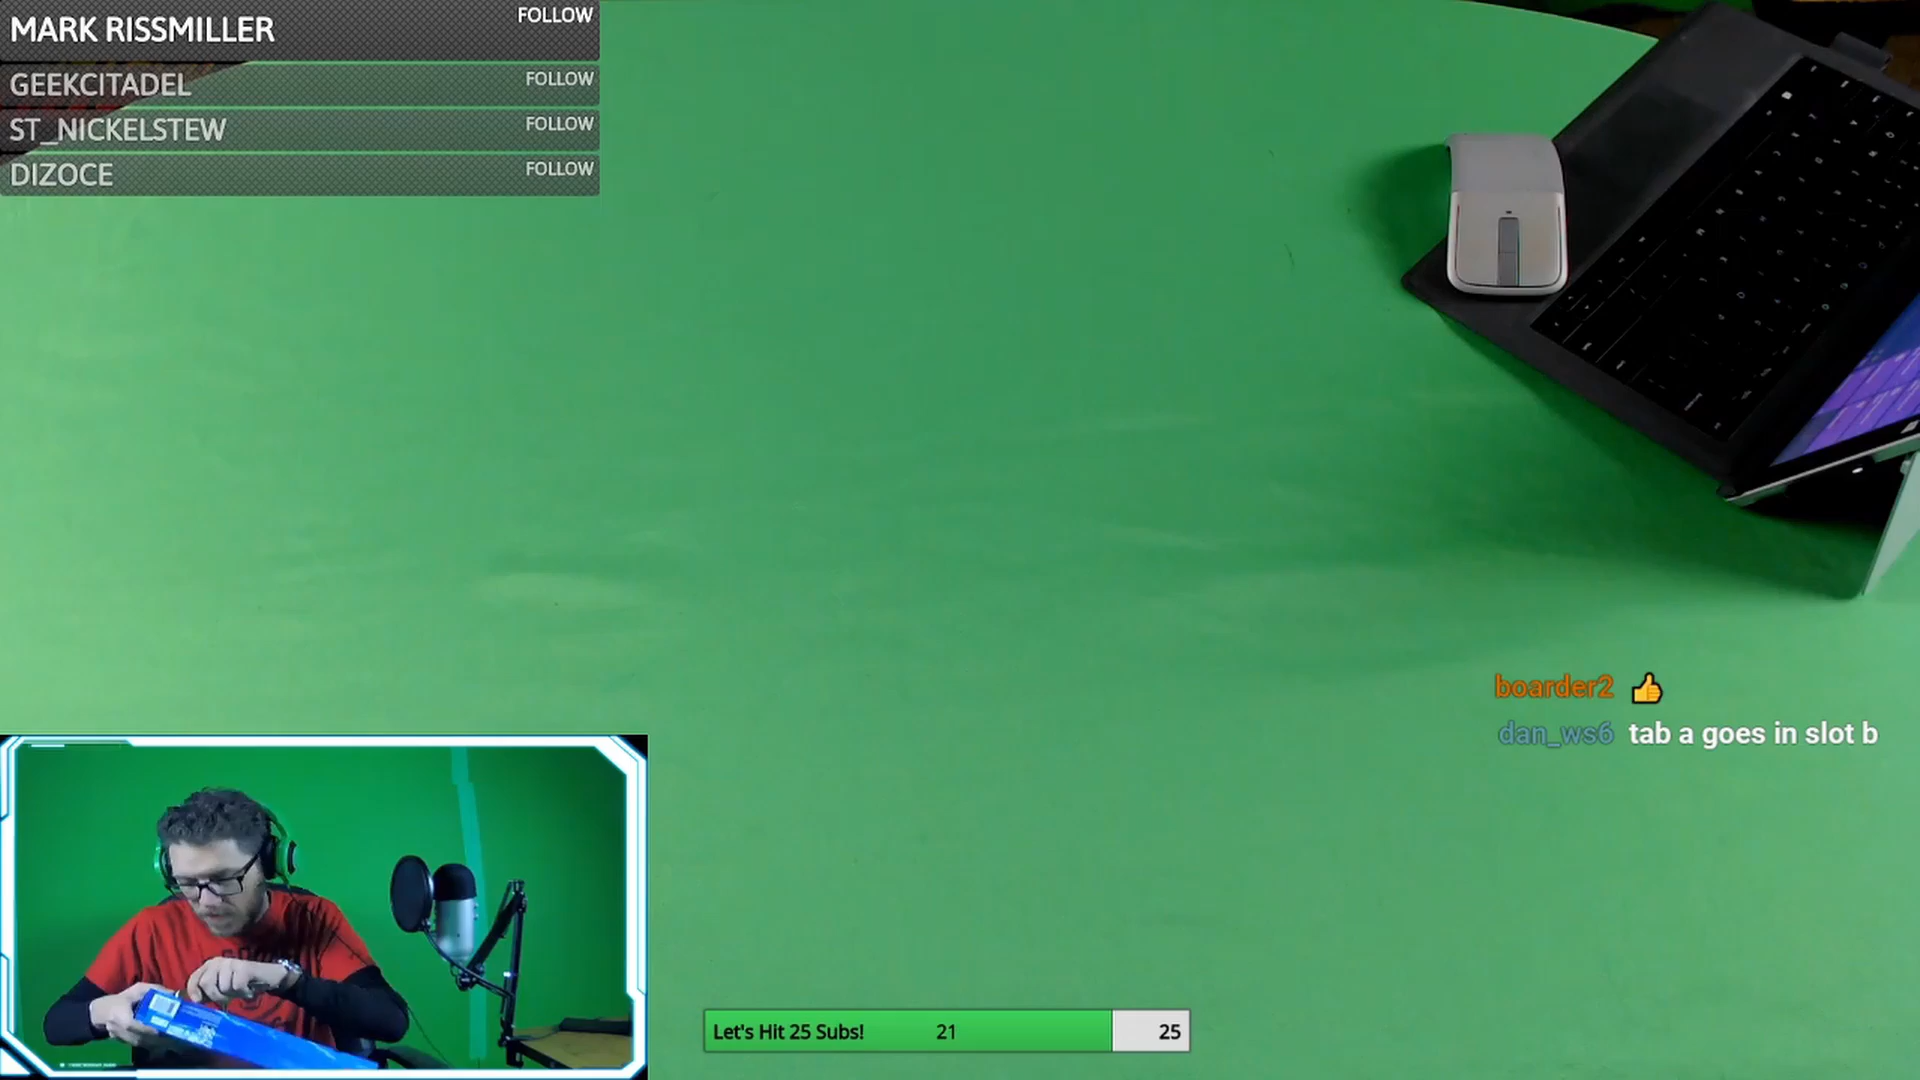 MARK RISSMILLER FOLLOW
GEEKCITADEL FOLLOW
ST_NICKELSTEW FOLLOW
DIZOCE FOLLOW
boarder2 👍
dan_ws6 tab a goes in slot b
Let's Hit 25 Subs! 21 25